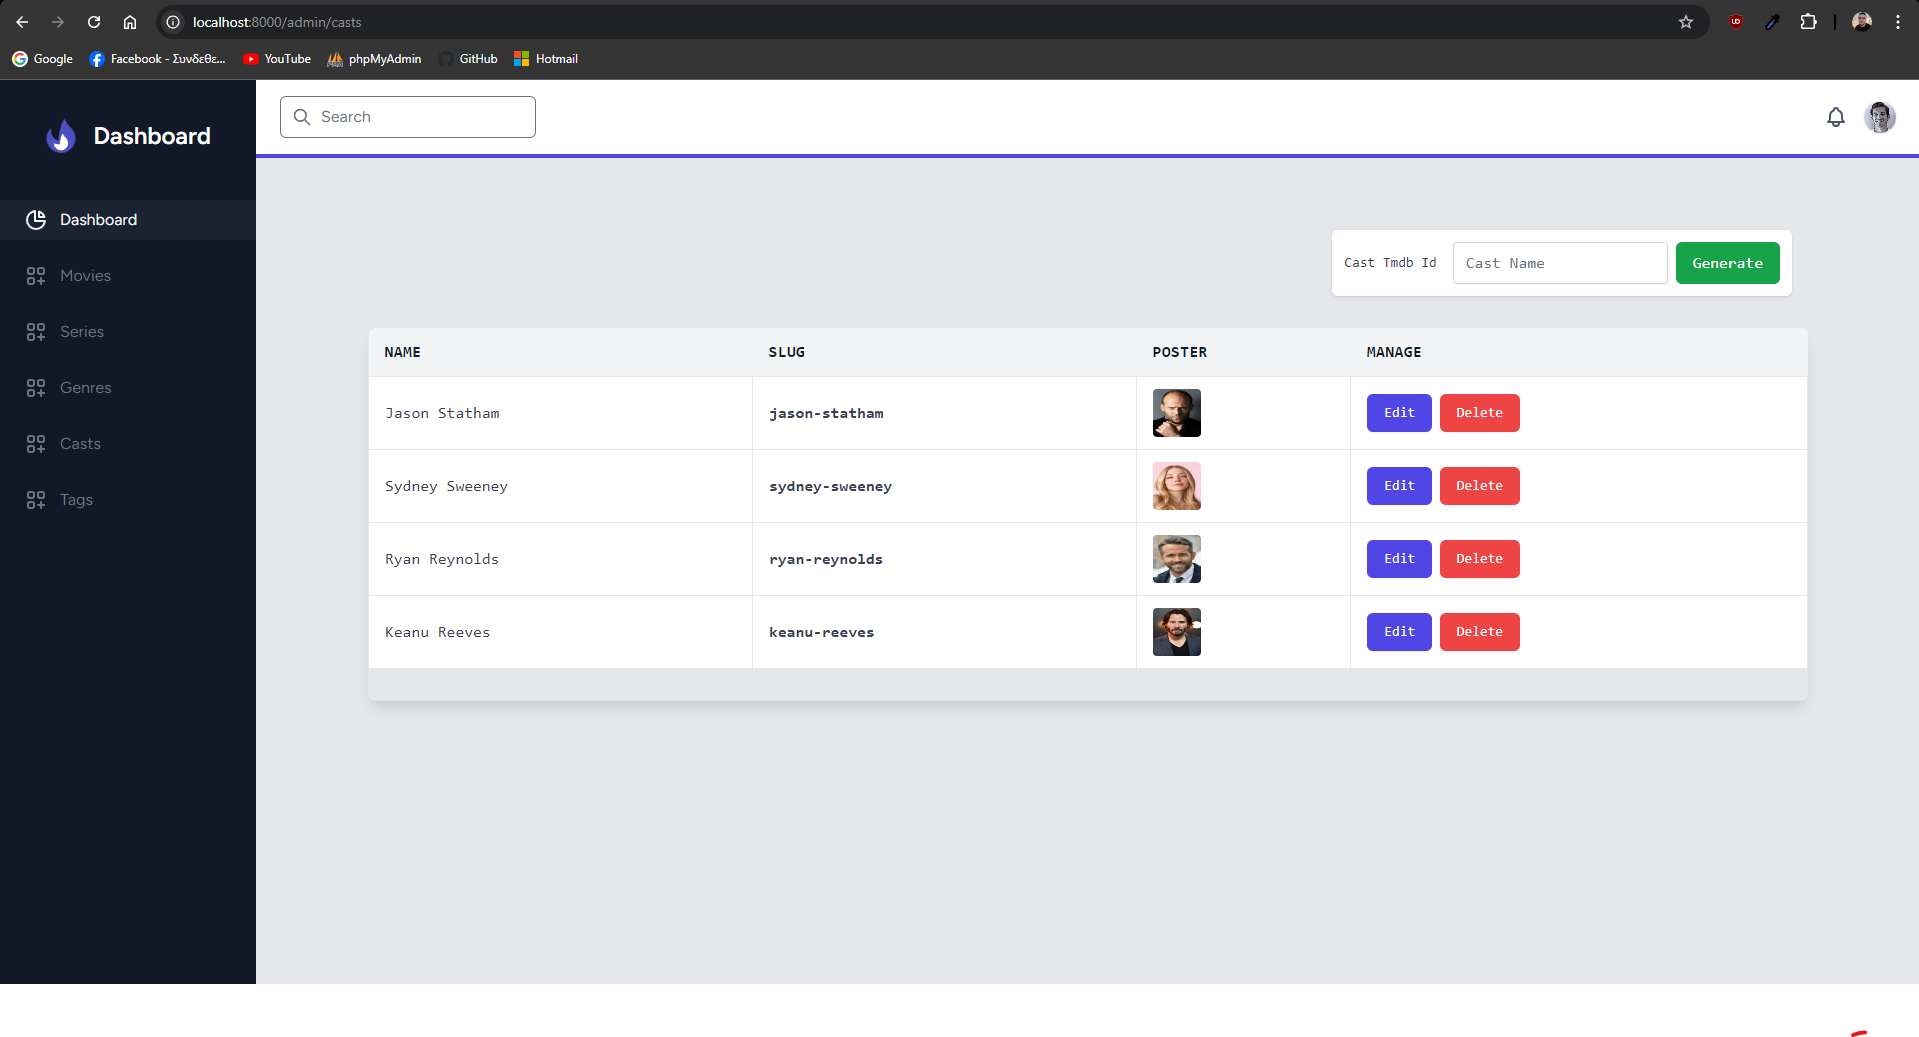 localhost:8000/admin/casts
Google
Facebook - Συνδεθε...
YouTube
phpMyAdmin
GitHub
Hotmail
Dashboard
Search
Dashboard
Movies
Series
Genres
Casts
Tags
Cast Tmdb Id
Cast Name
Generate
NAME SLUG POSTER MANAGE
Jason Statham jason-statham Edit Delete
Sydney Sweeney sydney-sweeney Edit Delete
Ryan Reynolds ryan-reynolds Edit Delete
Keanu Reeves keanu-reeves Edit Delete